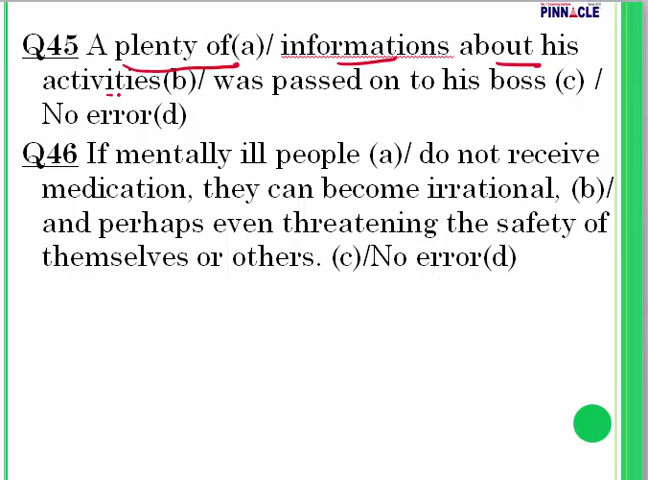 PINNACLE
Q45 A plenty of(a)/ informations about his
activities(b)/ was passed on to his boss (c) /
No error(d)
Q46 If mentally ill people (a)/ do not receive
medication, they can become irrational, (b)/
and perhaps even threatening the safety of
themselves or others. (c)/No error(d)